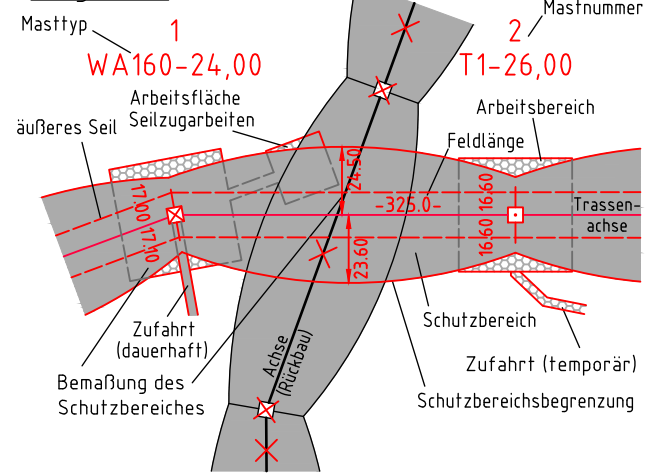 Mastnummer
1
2
Masttyp
WA160-24,00
T1-26,00
Arbeitsfläche
Seilzugarbeiten
Arbeitsbereich
äußeres Seil
Feldlänge
24.50
17.00
17.10
-325.0-
16.60
16.60
Trassen-
achse
23.60
Zufahrt
(dauerhaft)
Schutzbereich
Achse
(Rückbau)
Zufahrt (temporär)
Bemaßung des
Schutzbereiches
Schutzbereichsbegrenzung